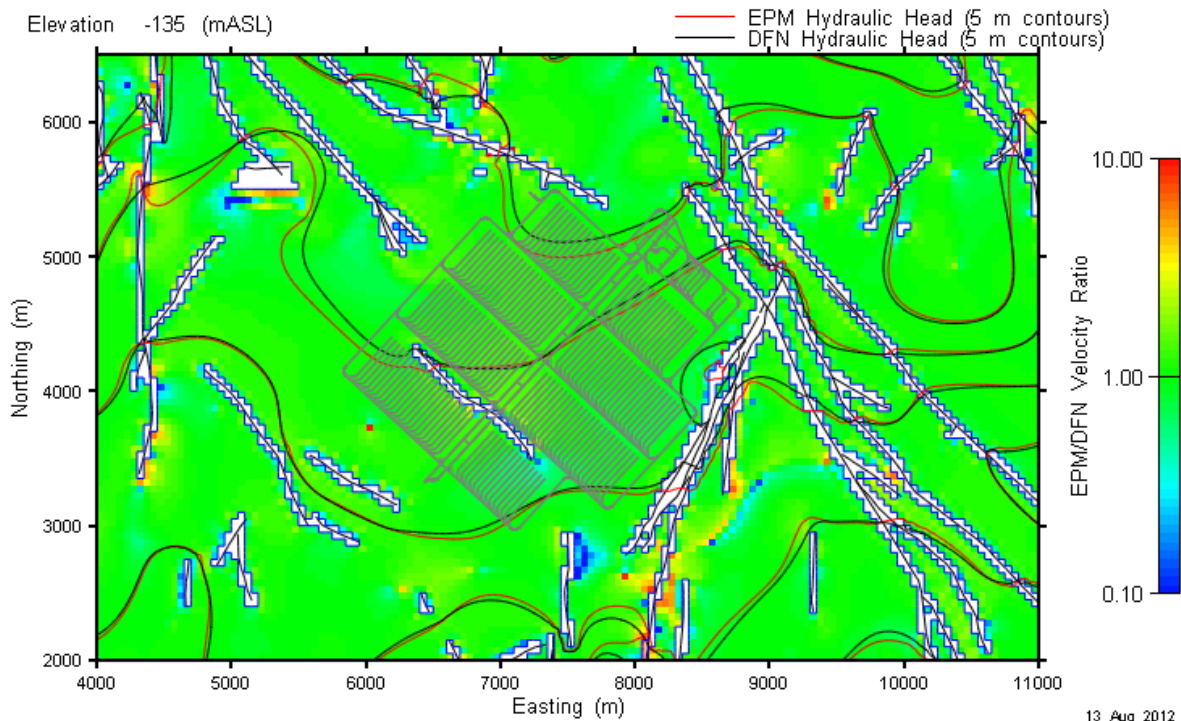 Elevation -135 (mASL)
EPM Hydraulic Head (5 m contours)
DFN Hydraulic Head (5 m contours)
6000
5000
4000
3000
2000
Northing (m)
4000 5000 6000 7000 8000 9000 10000 11000
Easting (m)
10.00
1.00
0.10
EPM/DFN Velocity Ratio
13 Aug 2012